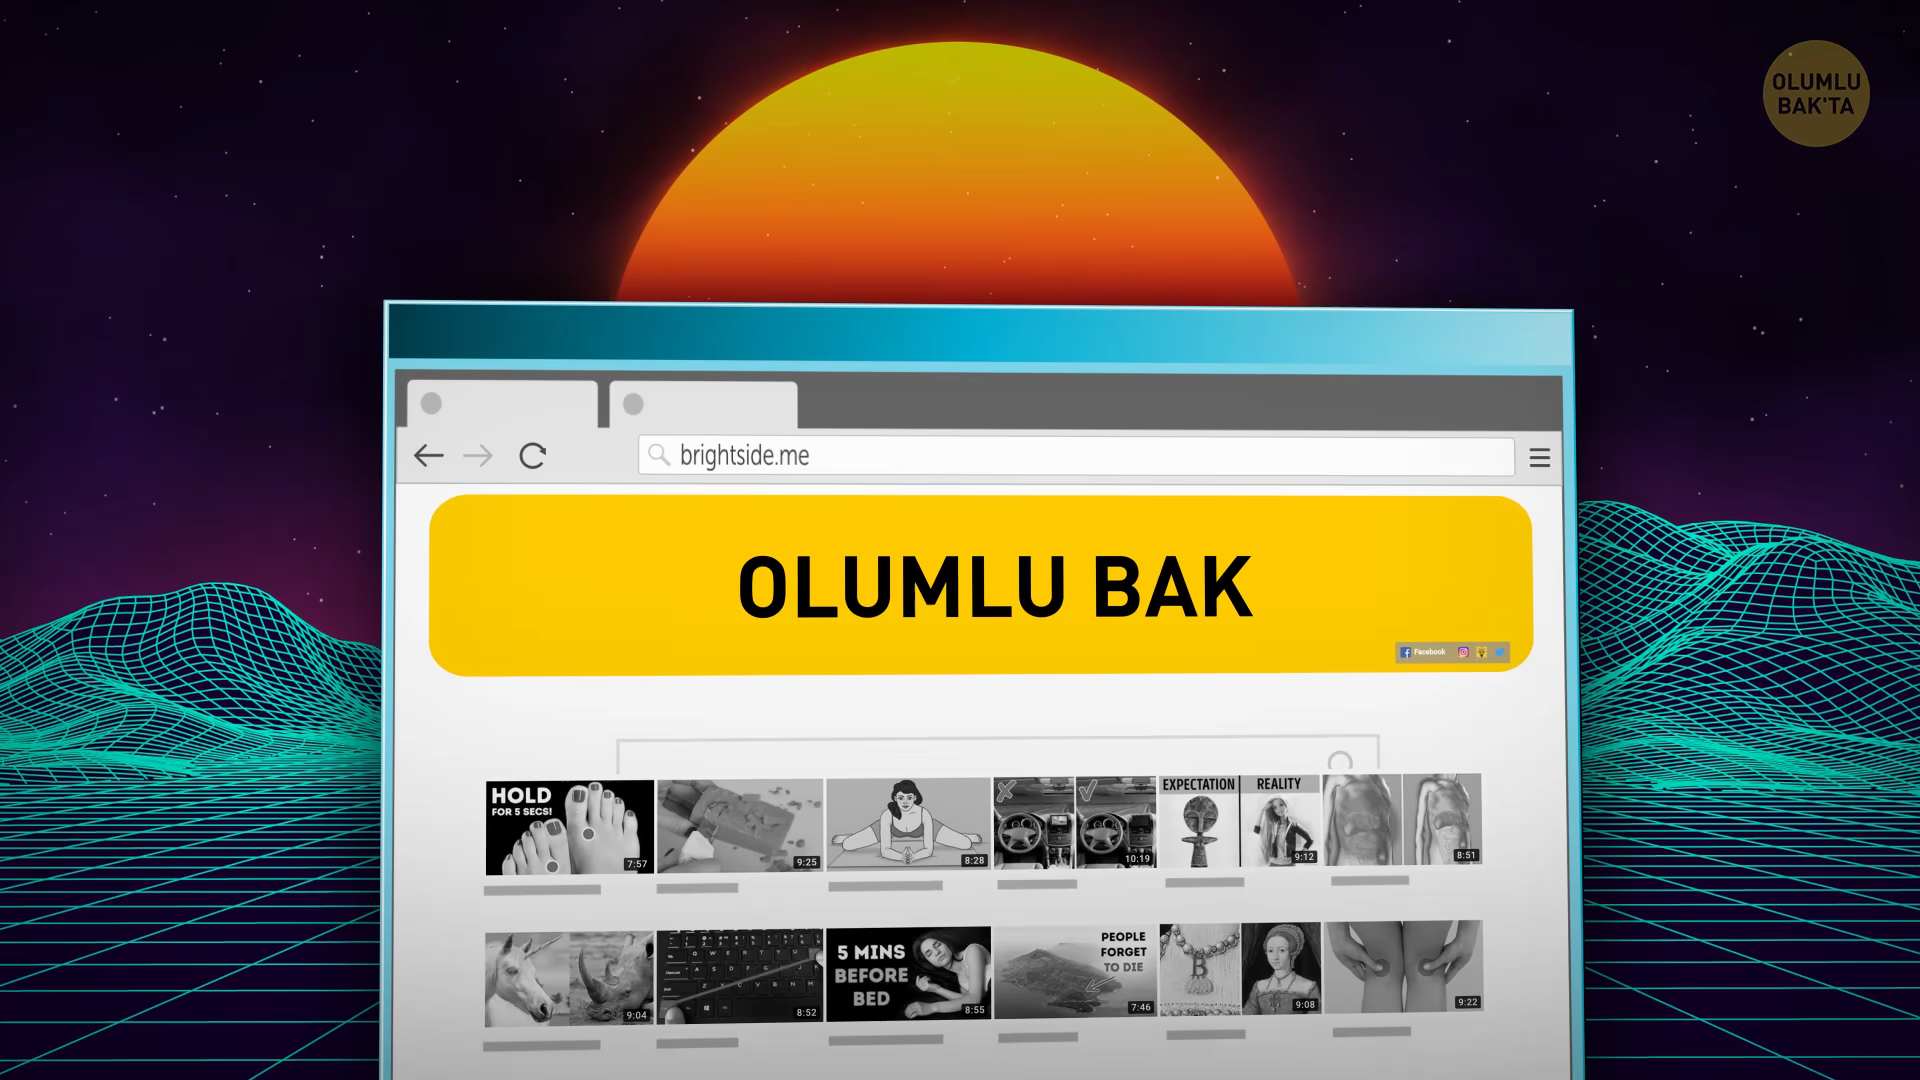 OLUMLU
BAK'TA
brightside.me
OLUMLU BAK
Facebook
HOLD
FOR 5 SECS!
7:57
9:25
8:28
10:19
EXPECTATION
REALITY
9:12
8:51
9:04
8:52
5 MINS
BEFORE
BED
8:55
PEOPLE
FORGET
TO DIE
7:46
B
9:08
9:22